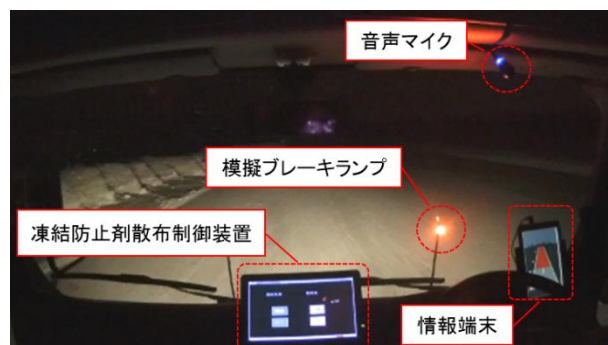 音声マイク
模擬ブレーキランプ
凍結防止剤散布制御装置
情報端末